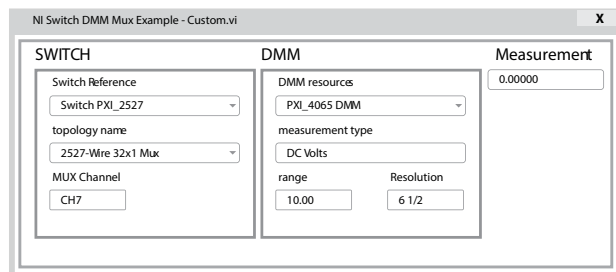 NI Switch DMM Mux Example - Custom.vi
X
SWITCH
Switch Reference
Switch PXI_2527
topology name
2527-Wire 32x1 Mux
MUX Channel
CH7
DMM
DMM resources
PXI_4065 DMM
measurement type
DC Volts
range
10.00
Resolution
6 1/2
Measurement
0.00000